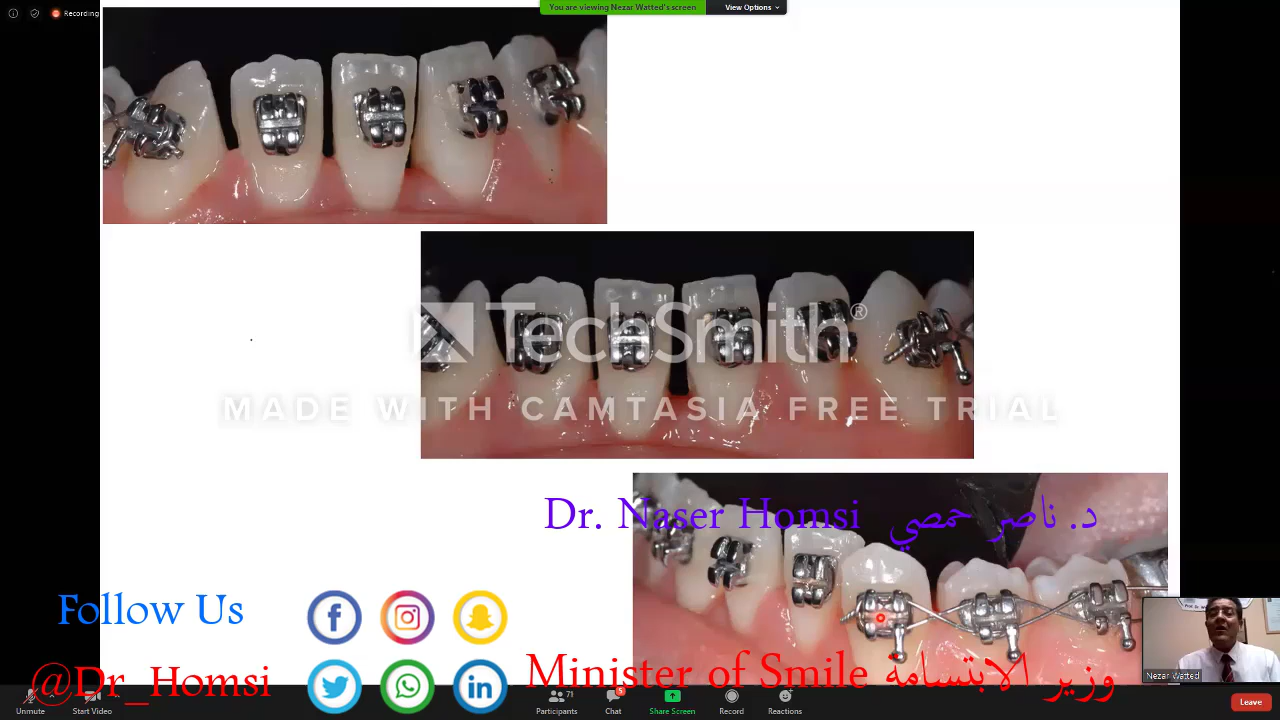 Recording
You are viewing Nezar Watted's screen
View Options
TechSmith®
MADE WITH CAMTASIA FREE TRIAL
Dr. Naser Homsi د. ناصر حمصي
Follow Us
@Dr_Homsi
Minister of Smile وزير الابتسامة
Nezar Watted
Unmute
Start Video
Participants
71
Chat
5
Share Screen
Record
Reactions
Leave